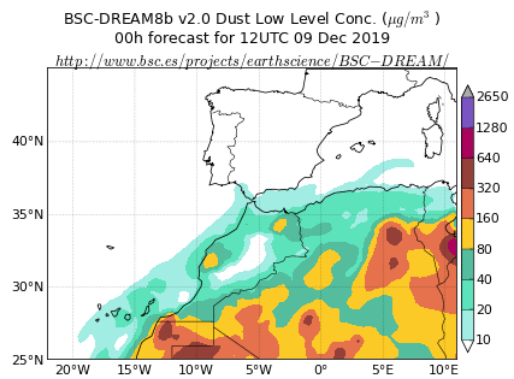 BSC-DREAM8b v2.0 Dust Low Level Conc. (μg/m³ )
00h forecast for 12UTC 09 Dec 2019
http://www.bsc.es/projects/earthscience/BSC−DREAM/
40°N
35°N
30°N
25°N
20°W
15°W
10°W
5°W
0°
5°E
10°E
2650
1280
640
320
160
80
40
20
10